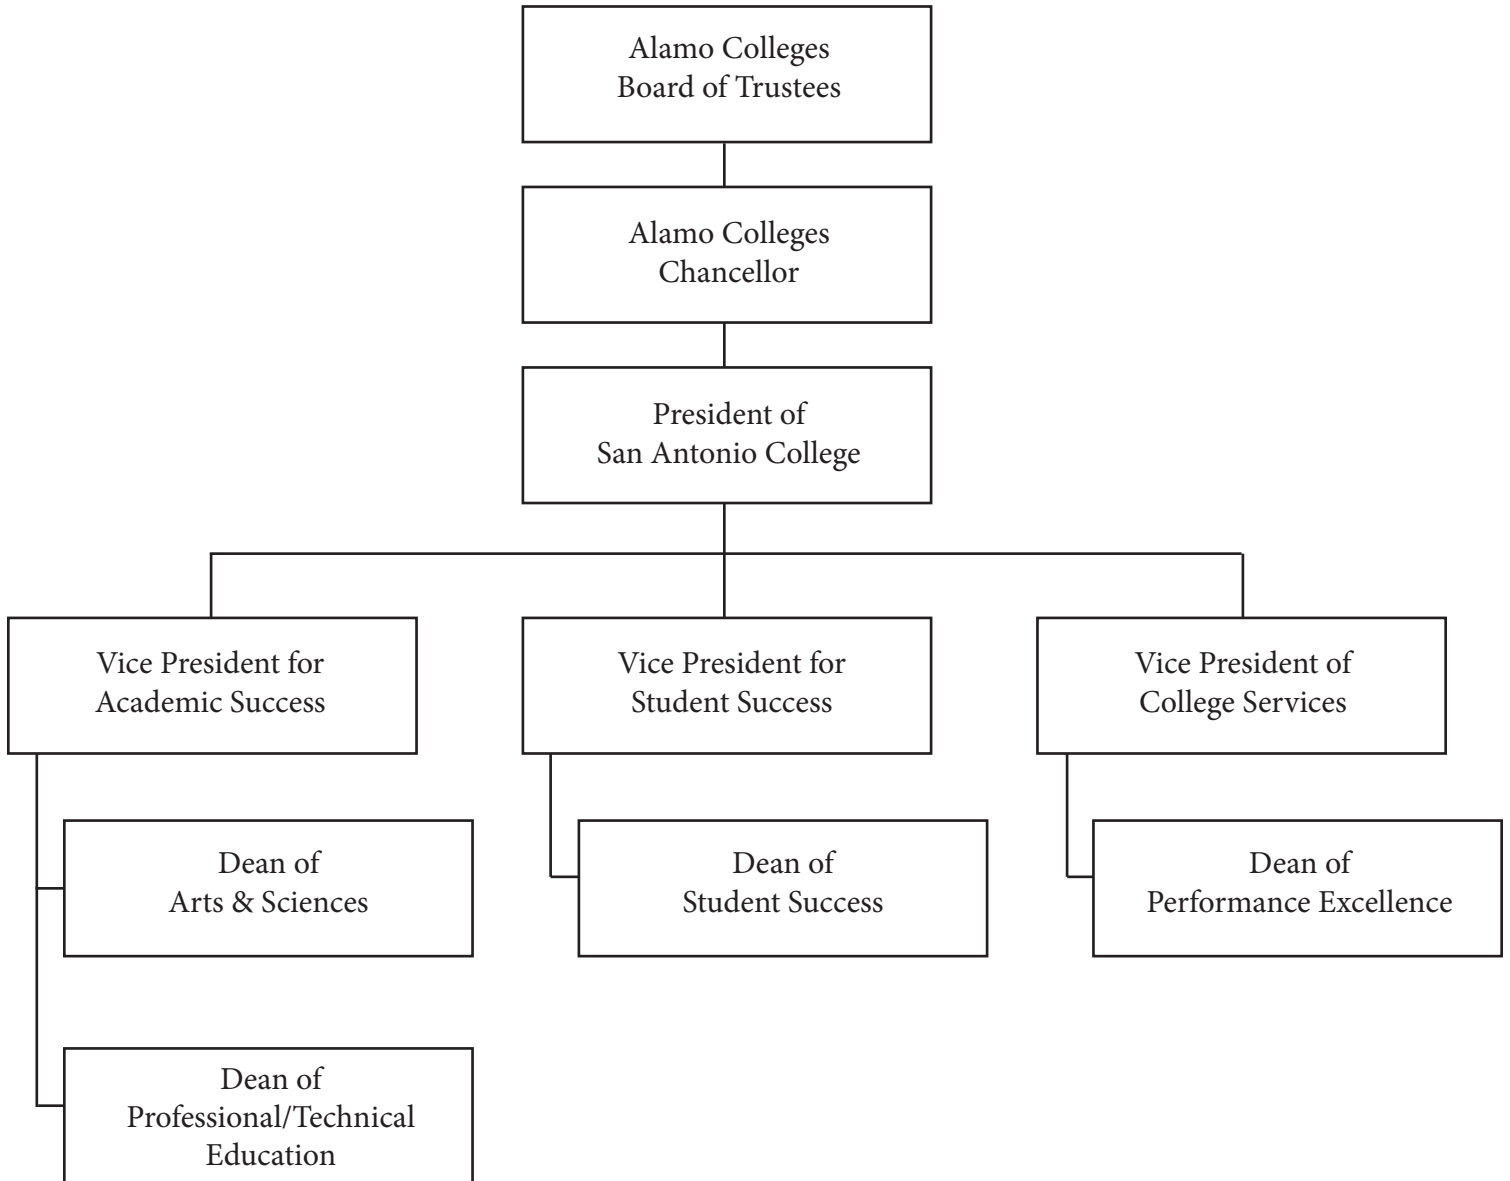 Alamo Colleges
Board of Trustees
Alamo Colleges
Chancellor
President of
San Antonio College
Vice President for
Academic Success
Vice President for
Student Success
Vice President of
College Services
Dean of
Arts & Sciences
Dean of
Student Success
Dean of
Performance Excellence
Dean of
Professional/Technical
Education